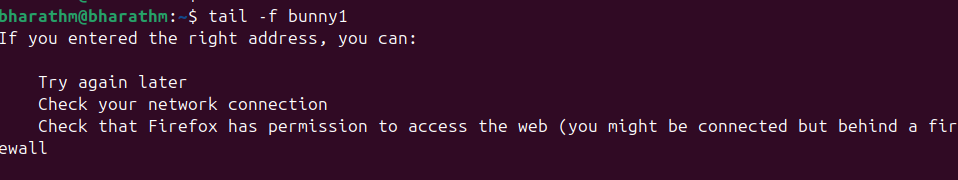 bharathm@bharathm:~$ tail -f bunny1
If you entered the right address, you can:
Try again later
Check your network connection
Check that Firefox has permission to access the web (you might be connected but behind a fir
ewall